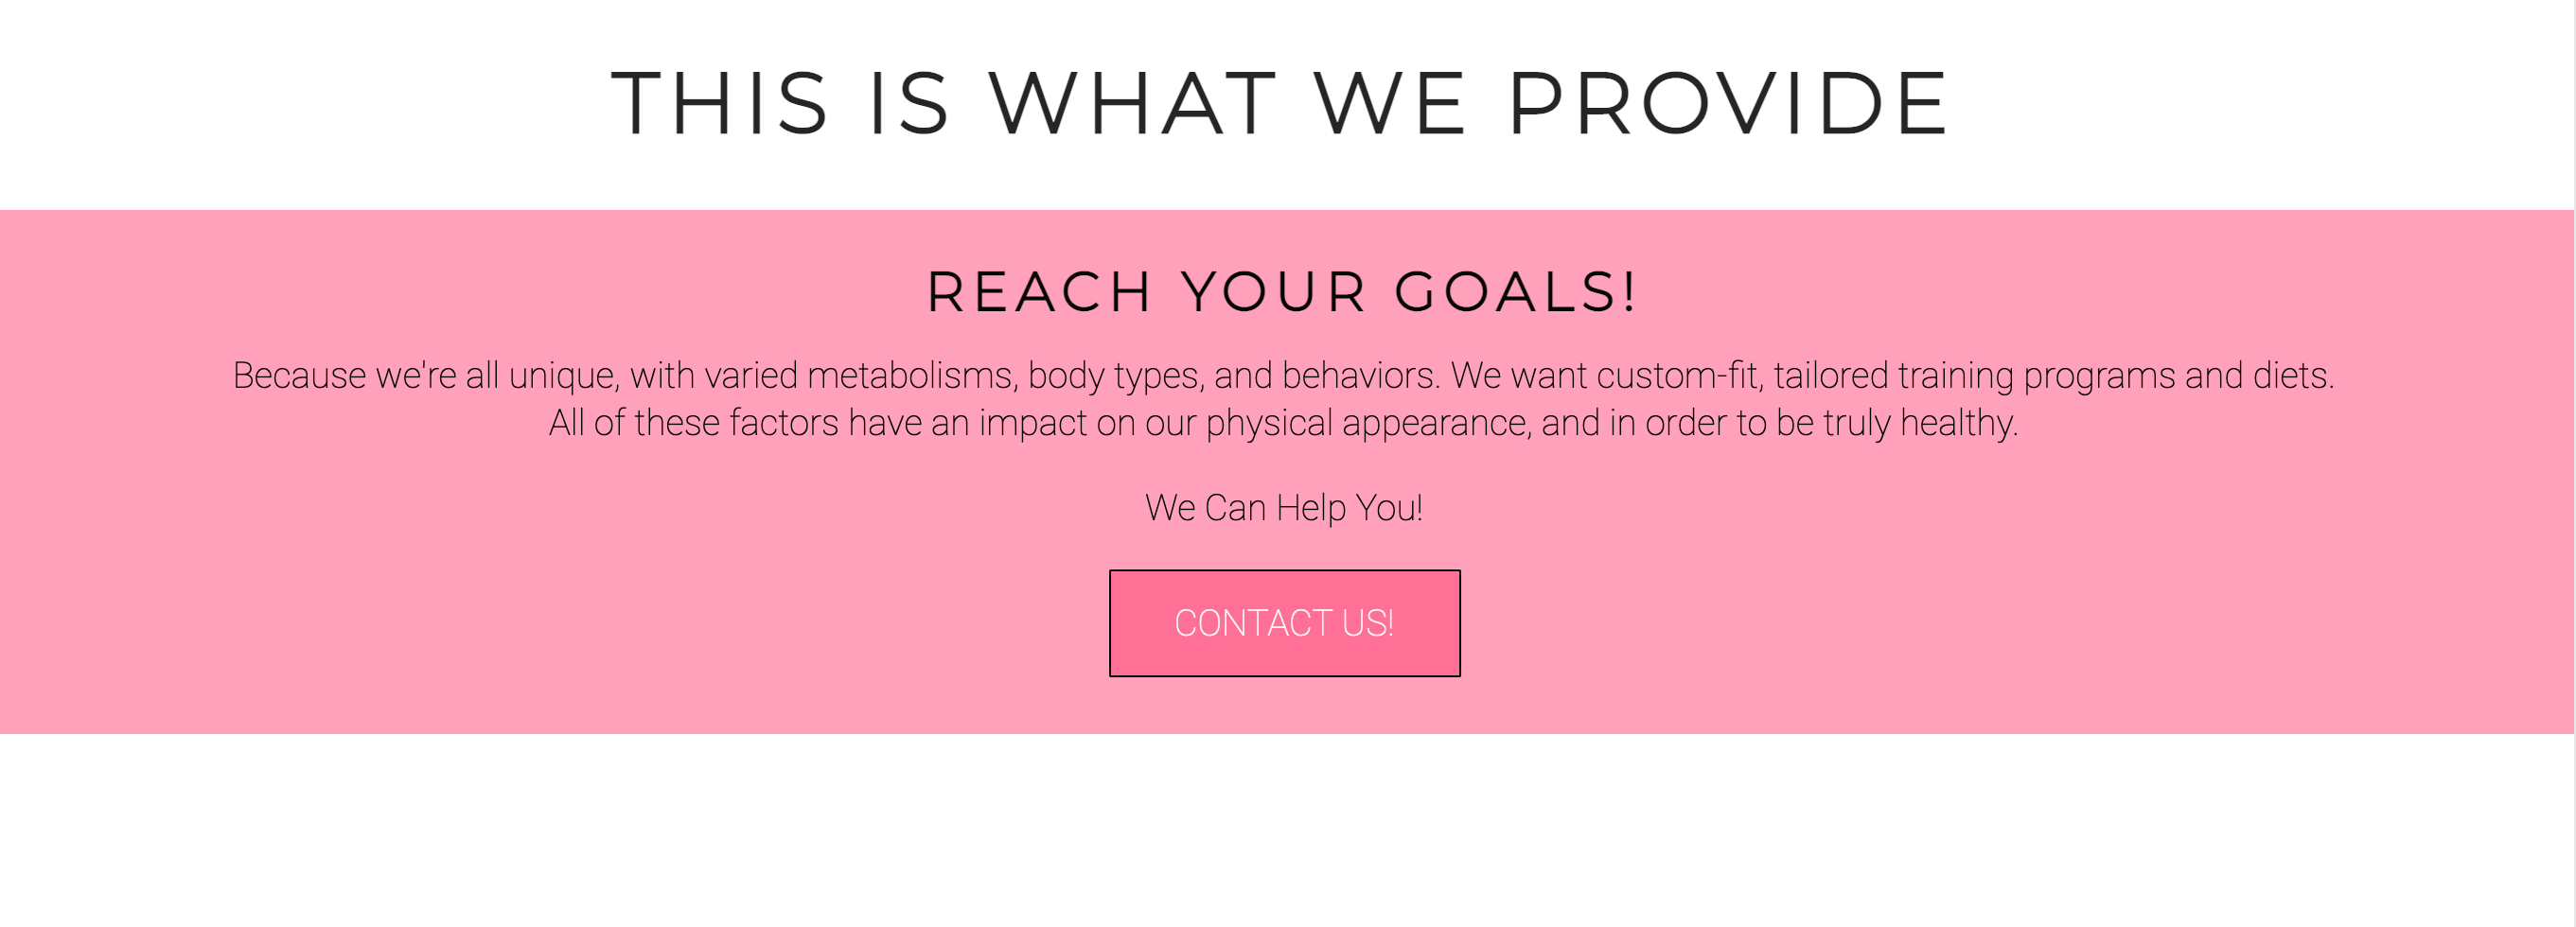 THIS IS WHAT WE PROVIDE
REACH YOUR GOALS!
Because we're all unique, with varied metabolisms, body types, and behaviors. We want custom-fit, tailored training programs and diets.
All of these factors have an impact on our physical appearance, and in order to be truly healthy.
We Can Help You!
CONTACT US!